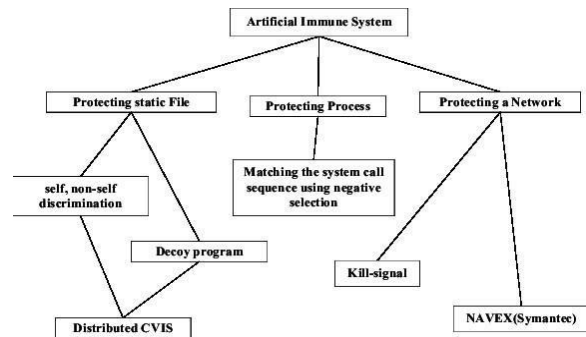 Artificial Immune System
Protecting static File
Protecting Process
Protecting a Network
self, non-self
discrimination
Matching the system call
sequence using negative
selection
Decoy program
Kill-signal
Distributed CVIS
NAVEX(Symantec)